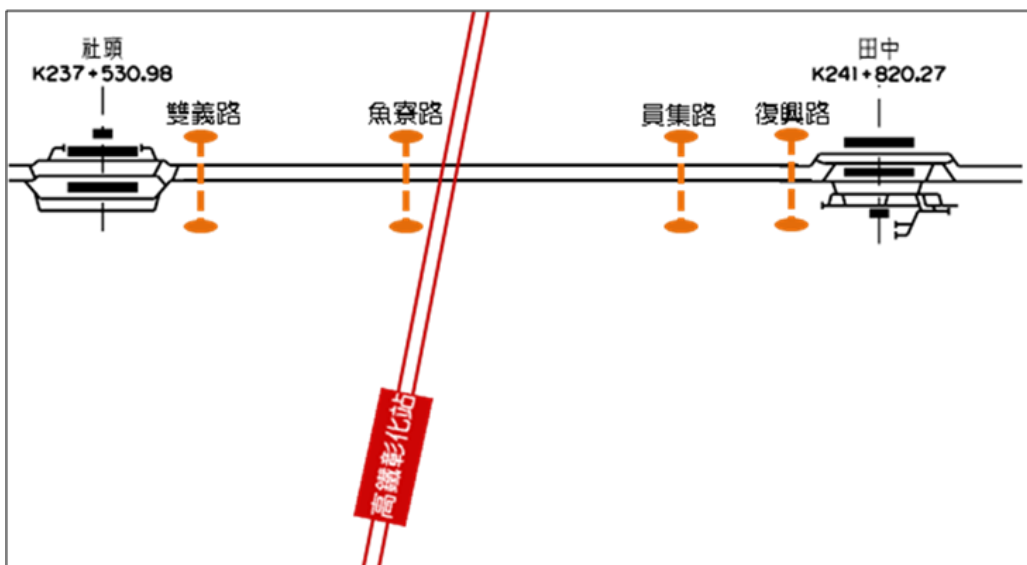 社頭
K237+530.98
田中
K241+820.27
雙義路
魚寮路
員集路
復興路
高鐵彰化站